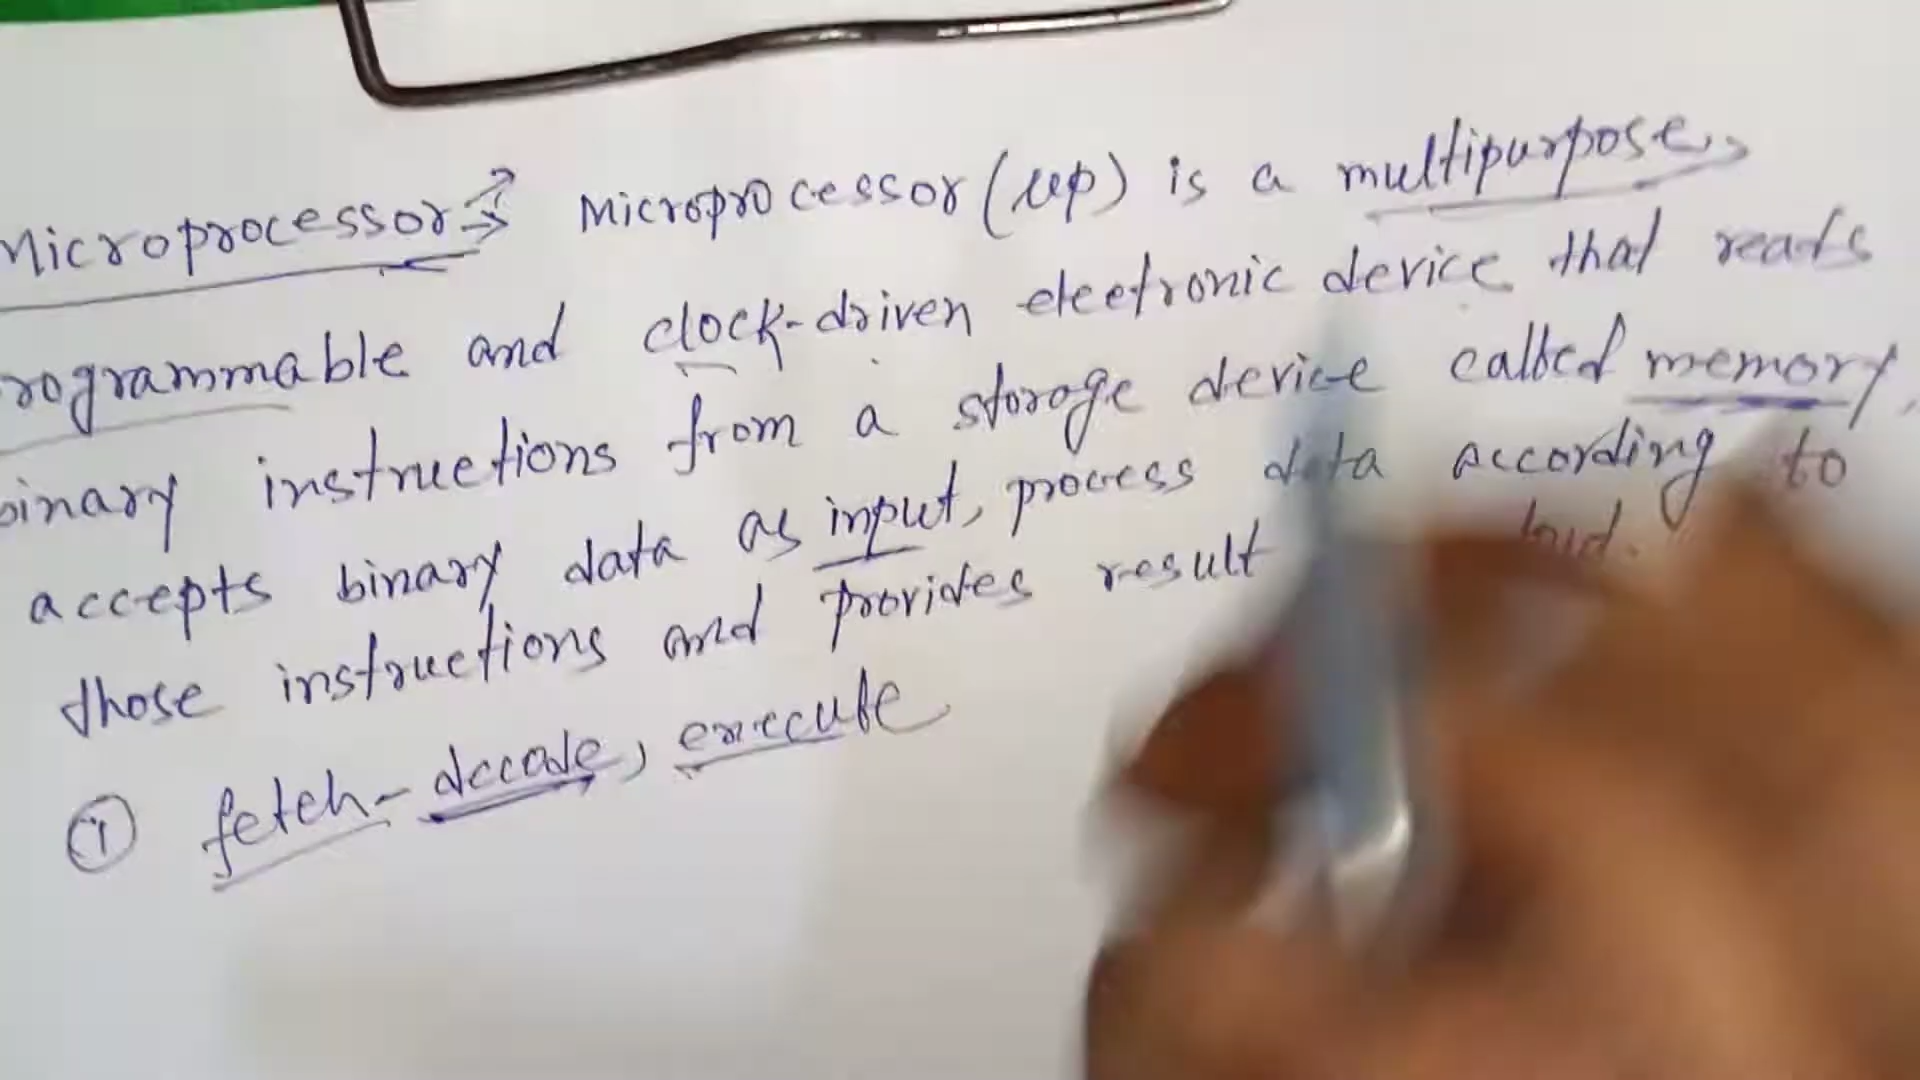 Microprocessor → Microprocessor (μp) is a multipurpose,
rogrammable and clock-driven electronic device that reads
binary instructions from a storage device called memory,
accepts binary data as input, process data according to
those instructions and provides result
① fetch - decode, execute